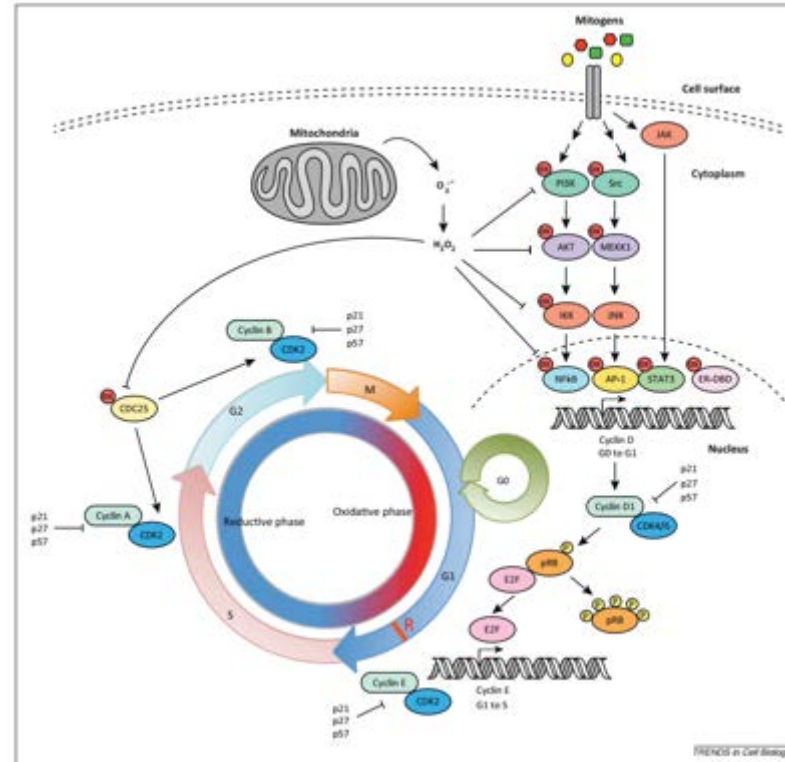 Mitogens
Cell surface
Mitochondria
JAK
Cytoplasm
O₂·⁻
PI3K
Src
H₂O₂
AKT
MEKK1
IKK
JNK
p21
p27
p57
Cyclin B
CDK2
NFkB
AP-1
STAT3
ER-DBD
CDC25
M
G2
Cyclin D
G0 to G1
Nucleus
G0
p21
p27
p57
Cyclin A
CDK2
p21
p27
p57
Reductive phase
Oxidative phase
Cyclin D1
CDK4/6
G1
P
pRB
E2F
P
P
P
P
P
pRB
S
R
E2F
Cyclin E
CDK2
Cyclin E
G1 to S
p21
p27
p57
TRENDS in Cell Biology